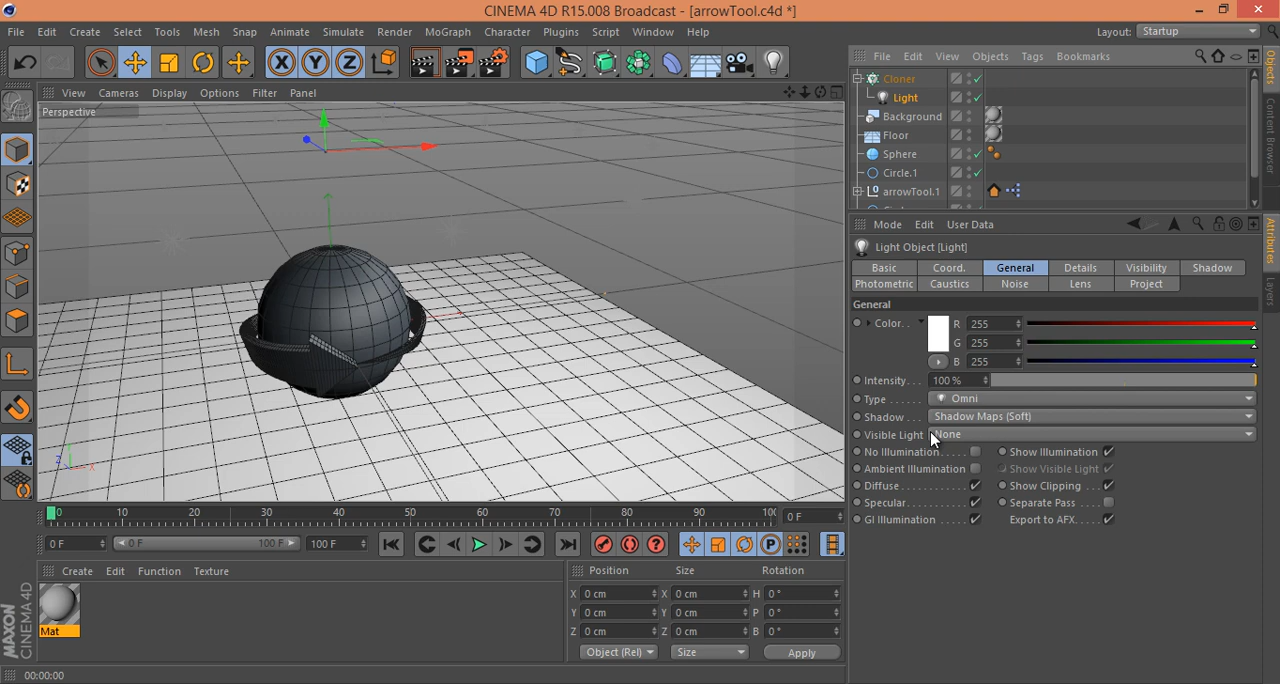 CINEMA 4D R15.008 Broadcast - [arrowTool.c4d *]
File Edit Create Select Tools Mesh Snap Animate Simulate Render MoGraph Character Plugins Script Window Help Layout: Startup
X Y Z
File Edit View Objects Tags Bookmarks
View Cameras Display Options Filter Panel
Perspective
Cloner
Light
Background
Floor
Sphere
Circle.1
arrowTool.1
Objects
Content Browser
Mode Edit User Data
Light Object [Light]
Basic Coord. General Details Visibility Shadow
Photometric Caustics Noise Lens Project
Attributes
Layers
General
Color. . R 255
G 255
B 255
Intensity. . . 100 %
Type . . . . . . Omni
Shadow . . . Shadow Maps (Soft)
Visible Light None
No Illumination. . . . . Show Illumination
Ambient Illumination Show Visible Light
Diffuse. . . . . . . . . . . . Show Clipping . . . .
Specular. . . . . . . . . . . Separate Pass . . . .
GI Illumination . . . . . Export to AFX. . . .
Z X
0 10 20 30 40 50 60 70 80 90 100 0 F
0 F 0 F 100 F 100 F
P
Create Edit Function Texture
Mat
Position Size Rotation
X 0 cm X 0 cm H 0 °
Y 0 cm Y 0 cm P 0 °
Z 0 cm Z 0 cm B 0 °
Object (Rel) Size Apply
MAXON
CINEMA 4D
00:00:00